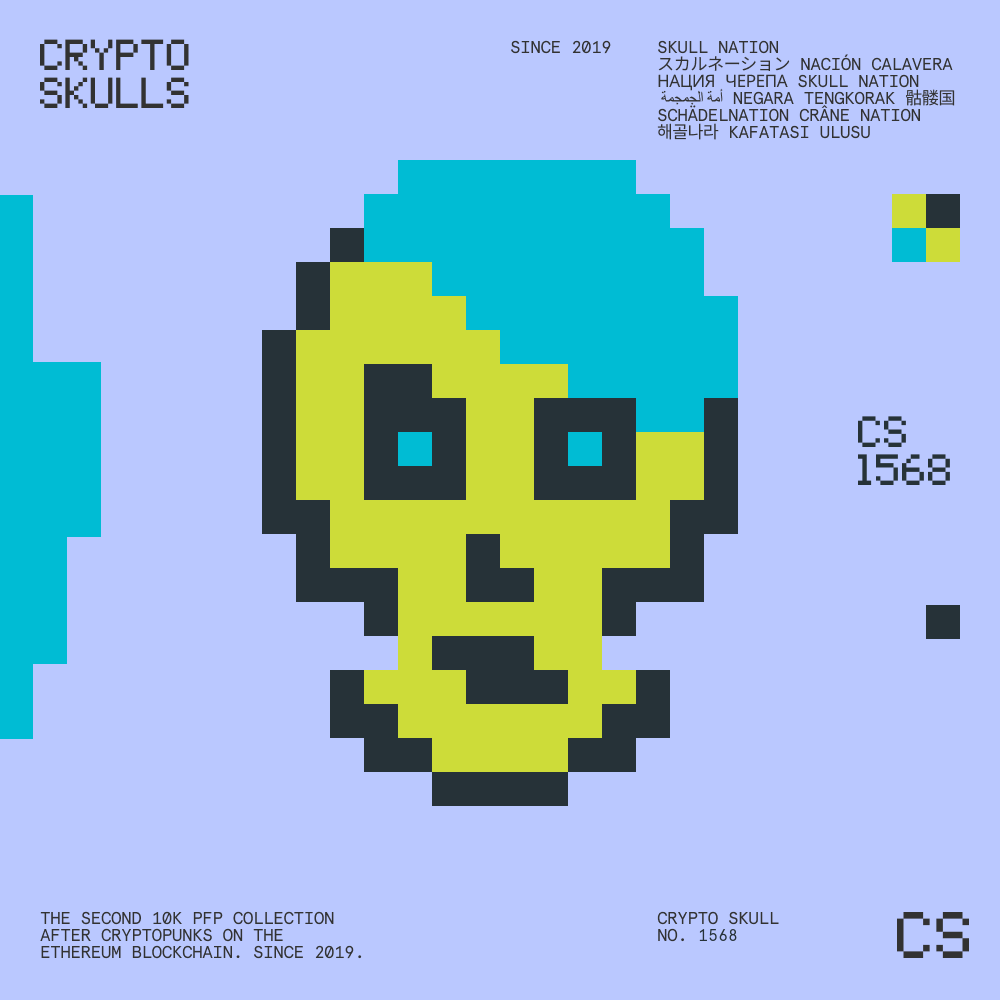 CRYPTO
SKULLS
SINCE 2019
SKULL NATION
スカルネーション NACIÓN CALAVERA
НАЦИЯ ЧЕРЕПА SKULL NATION
أمة الجمجمة NEGARA TENGKORAK 骷髅国
SCHÄDELNATION CRÂNE NATION
해골나라 KAFATASI ULUSU
CS
1568
THE SECOND 10K PFP COLLECTION
AFTER CRYPTOPUNKS ON THE
ETHEREUM BLOCKCHAIN. SINCE 2019.
CRYPTO SKULL
NO. 1568
CS